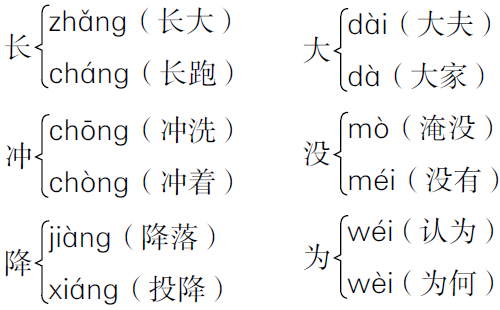 长
zhǎng（长大）
cháng（长跑）
大
dài（大夫）
dà（大家）
冲
chōng（冲洗）
chòng（冲着）
没
mò（淹没）
méi（没有）
降
jiàng（降落）
xiáng（投降）
为
wéi（认为）
wèi（为何）